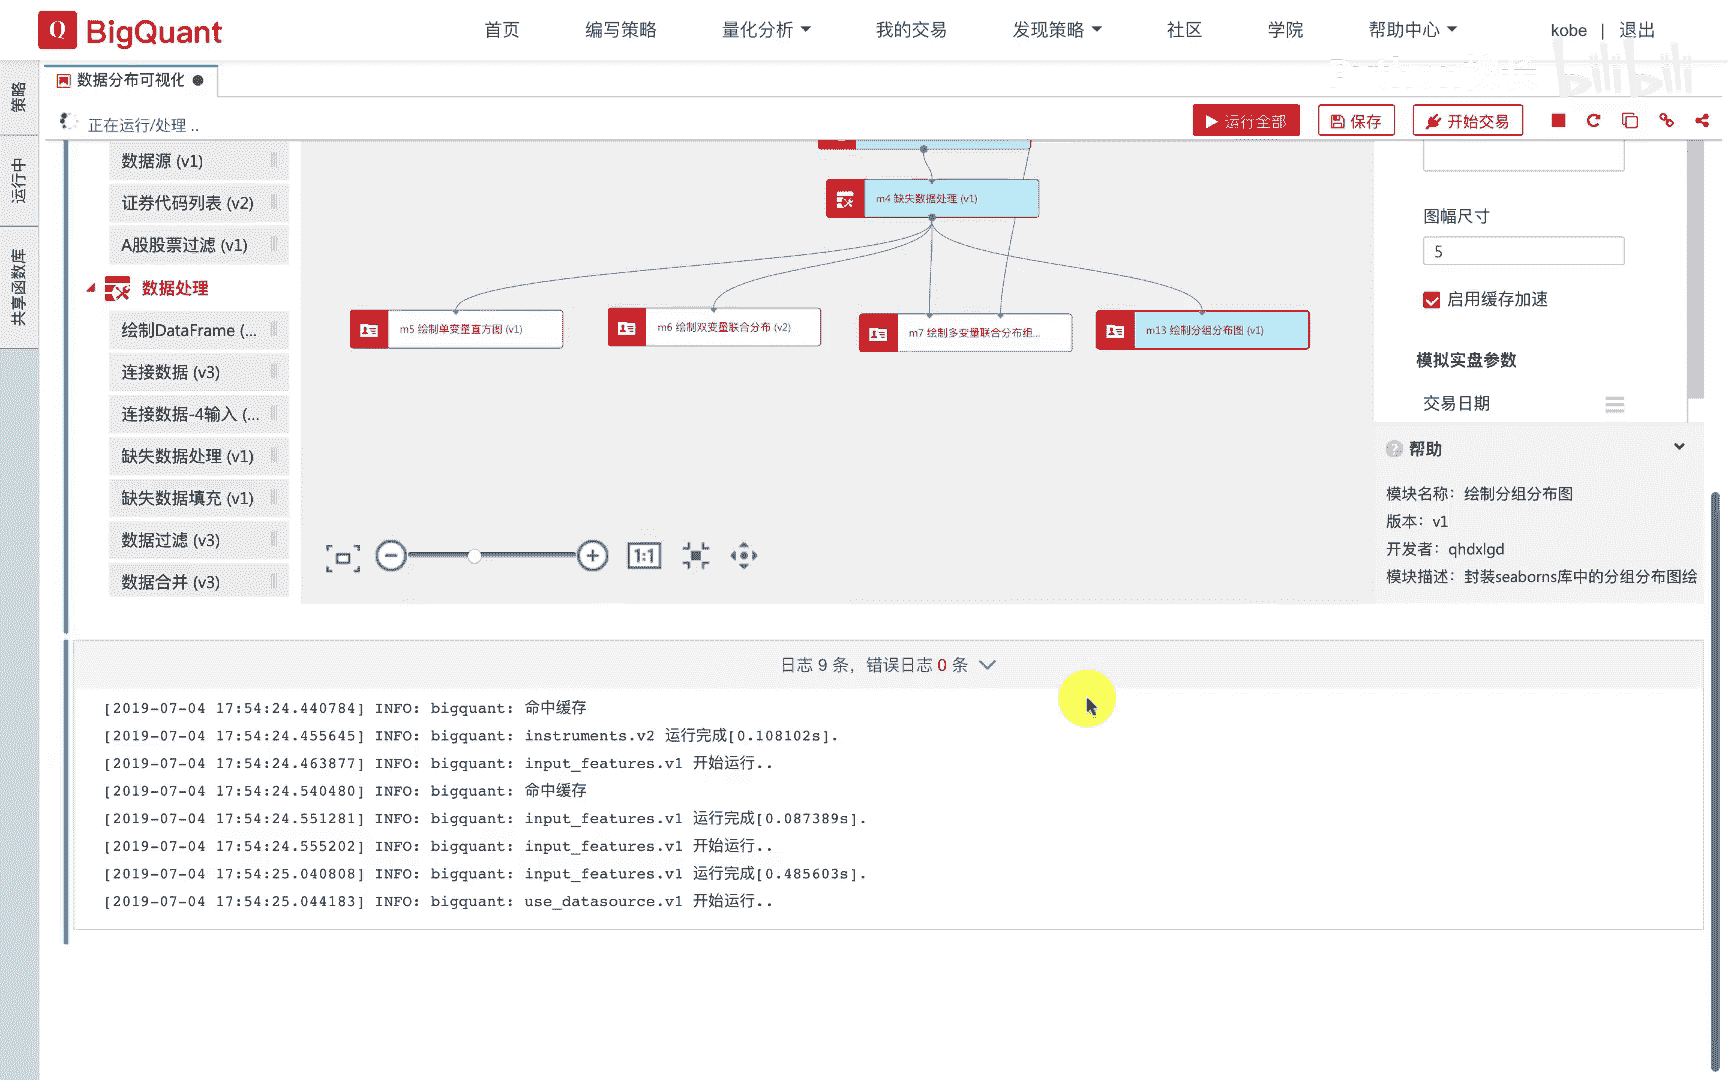 Q BigQuant 首页 编写策略 量化分析 我的交易 发现策略 社区 学院 帮助中心 kobe | 退出
bilibili
数据分布可视化
策略
运行中
共享函数库
正在运行/处理 ..
运行全部 保存 开始交易
数据源 (v1)
证券代码列表 (v2)
A股股票过滤 (v1)
数据处理
绘制DataFrame (...
连接数据 (v3)
连接数据-4输入 (...
缺失数据处理 (v1)
缺失数据填充 (v1)
数据过滤 (v3)
数据合并 (v3)
m4 缺失数据处理 (v1)
m5 绘制单变量直方图 (v1)
m6 绘制双变量联合分布 (v2)
m7 绘制多变量联合分布组...
m13 绘制分组分布图 (v1)
1:1
图幅尺寸
5
启用缓存加速
模拟实盘参数
交易日期
? 帮助
模块名称：绘制分组分布图
版本：v1
开发者：qhdxlgd
模块描述：封装seaborns库中的分组分布图绘
日志 9 条，错误日志 0 条
[2019-07-04 17:54:24.440784] INFO: bigquant: 命中缓存
[2019-07-04 17:54:24.455645] INFO: bigquant: instruments.v2 运行完成[0.108102s].
[2019-07-04 17:54:24.463877] INFO: bigquant: input_features.v1 开始运行..
[2019-07-04 17:54:24.540480] INFO: bigquant: 命中缓存
[2019-07-04 17:54:24.551281] INFO: bigquant: input_features.v1 运行完成[0.087389s].
[2019-07-04 17:54:24.555202] INFO: bigquant: input_features.v1 开始运行..
[2019-07-04 17:54:25.040808] INFO: bigquant: input_features.v1 运行完成[0.485603s].
[2019-07-04 17:54:25.044183] INFO: bigquant: use_datasource.v1 开始运行..